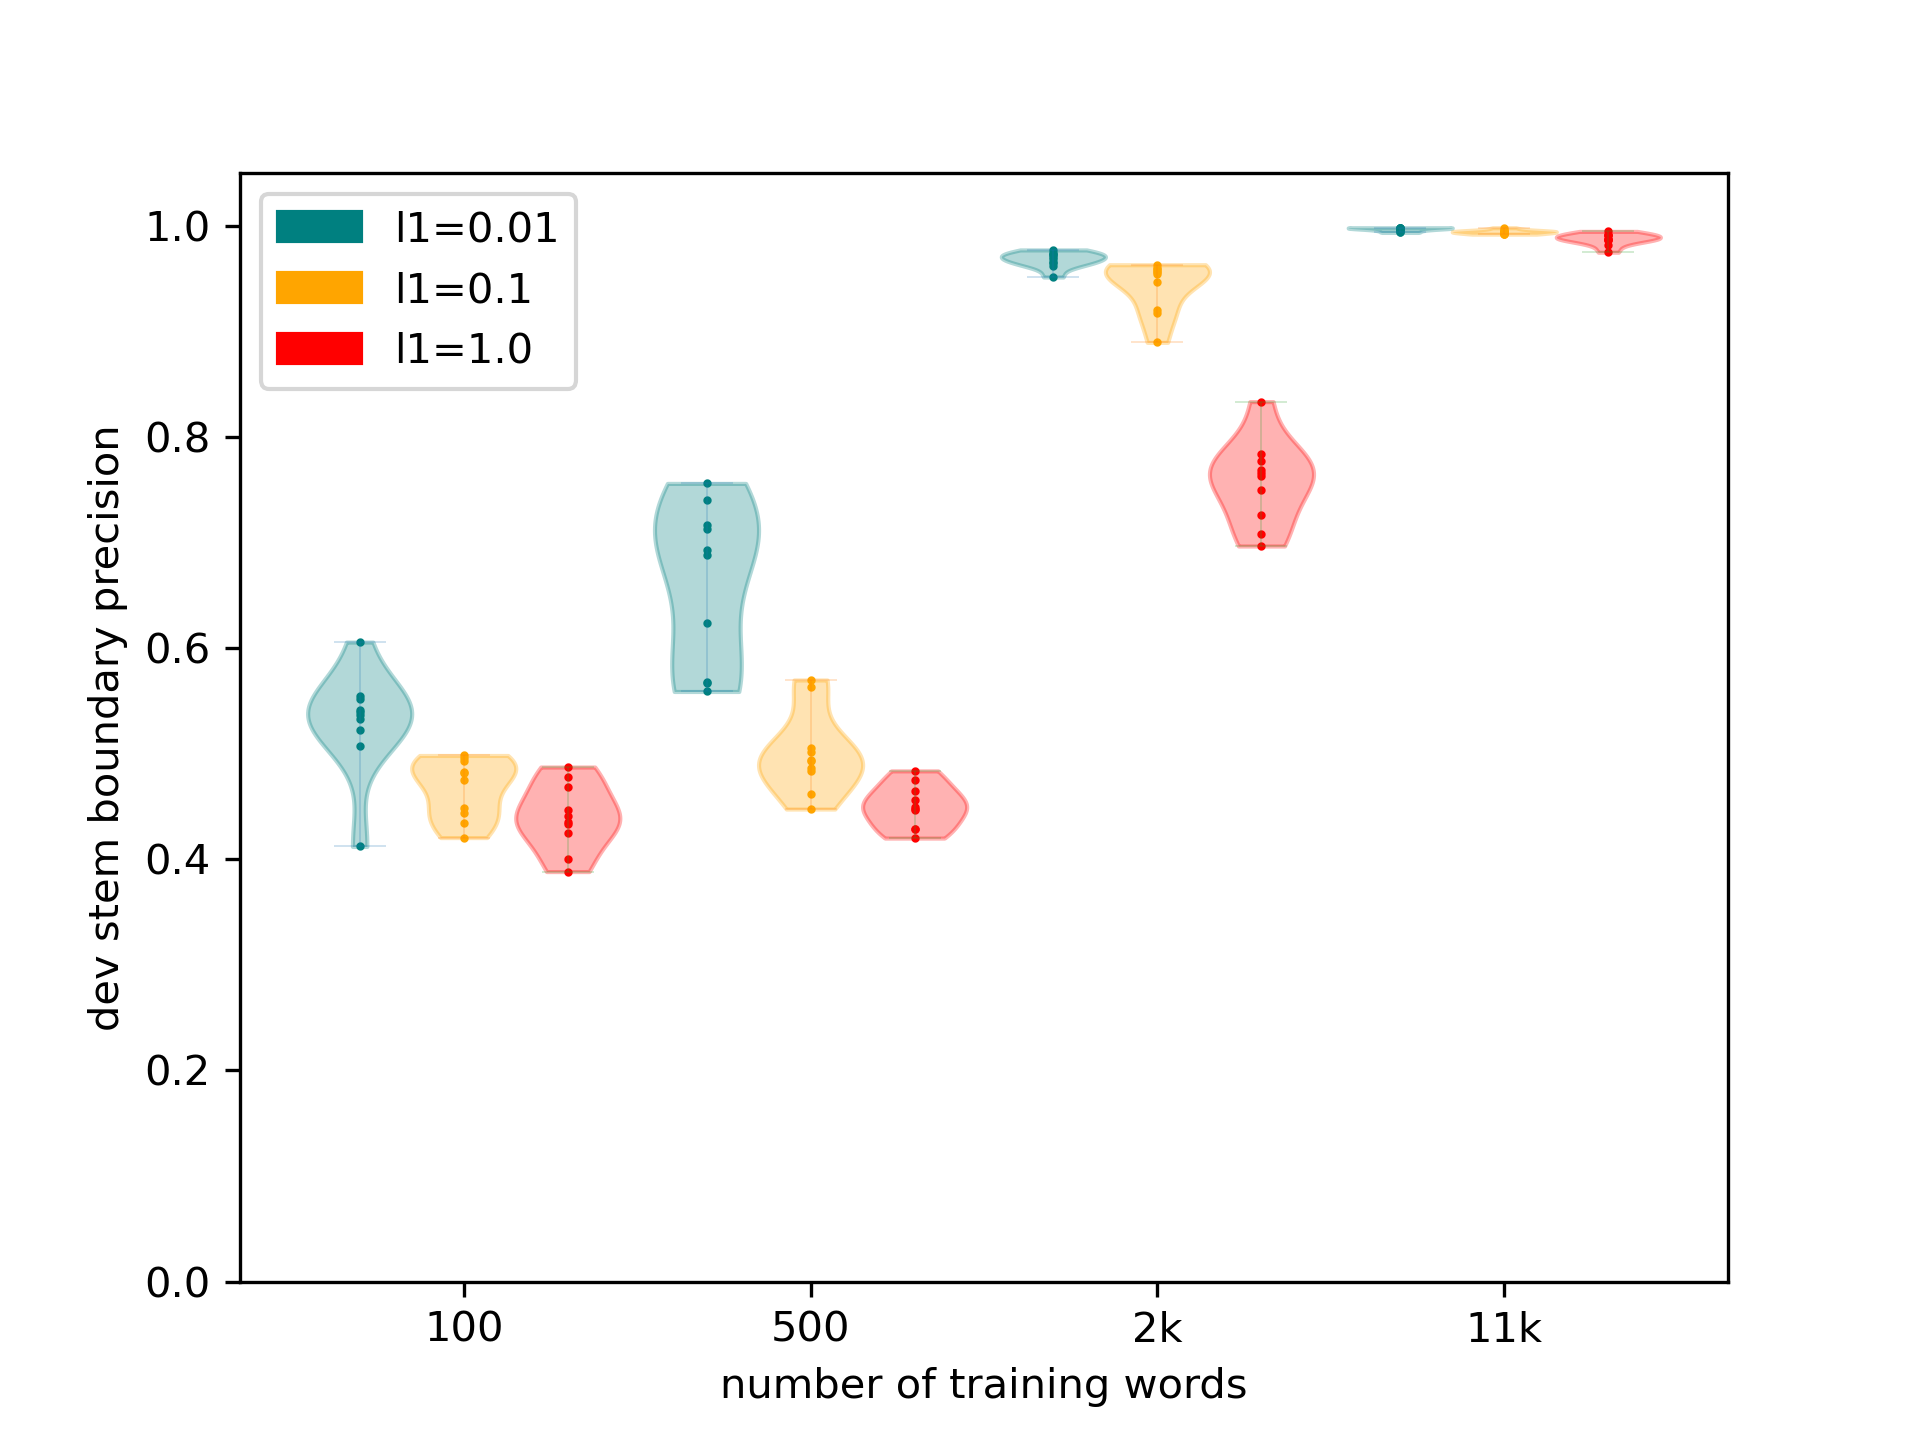 l1=0.01
l1=0.1
l1=1.0
1.0
0.8
0.6
0.4
0.2
0.0
dev stem boundary precision
100 500 2k 11k
number of training words